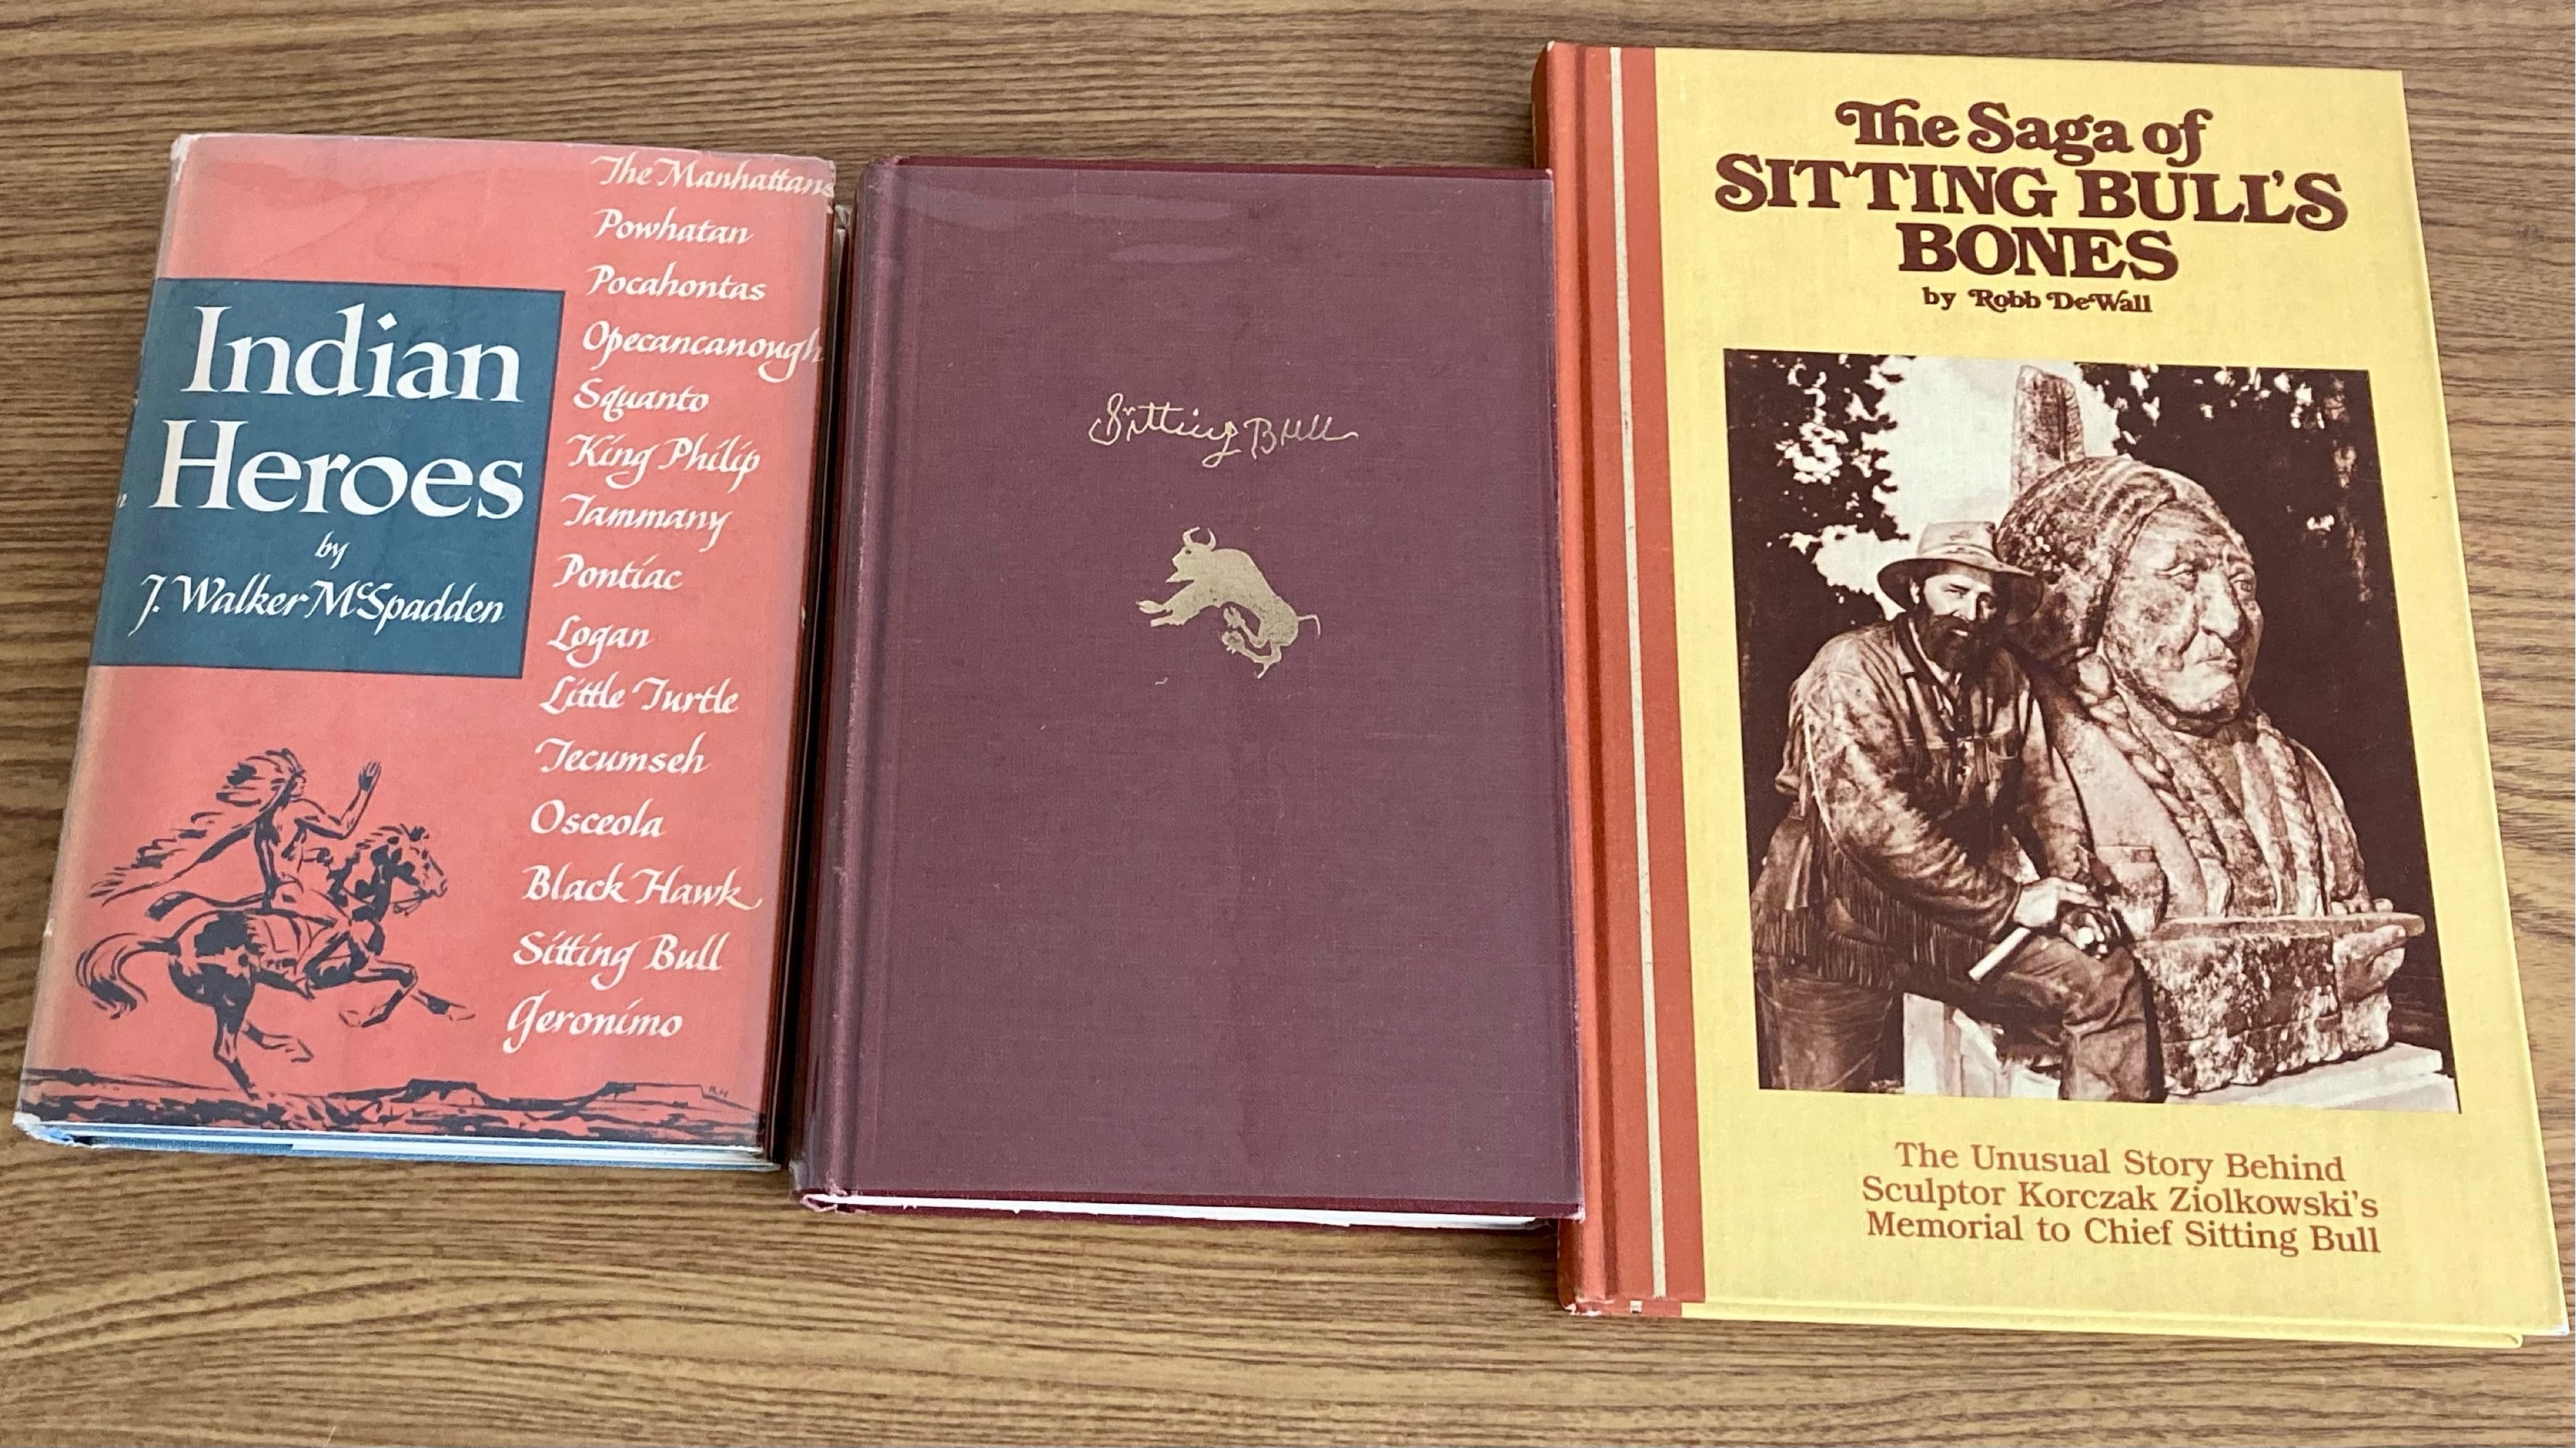 Indian
Heroes
by
J. Walker McSpadden
The Manhattans
Powhatan
Pocahontas
Opecancanough
Squanto
King Philip
Tammany
Pontiac
Logan
Little Turtle
Tecumseh
Osceola
Black Hawk
Sitting Bull
Geronimo
Sitting Bull
The Saga of
SITTING BULL'S
BONES
by Robb DeWall
The Unusual Story Behind
Sculptor Korczak Ziolkowski's
Memorial to Chief Sitting Bull